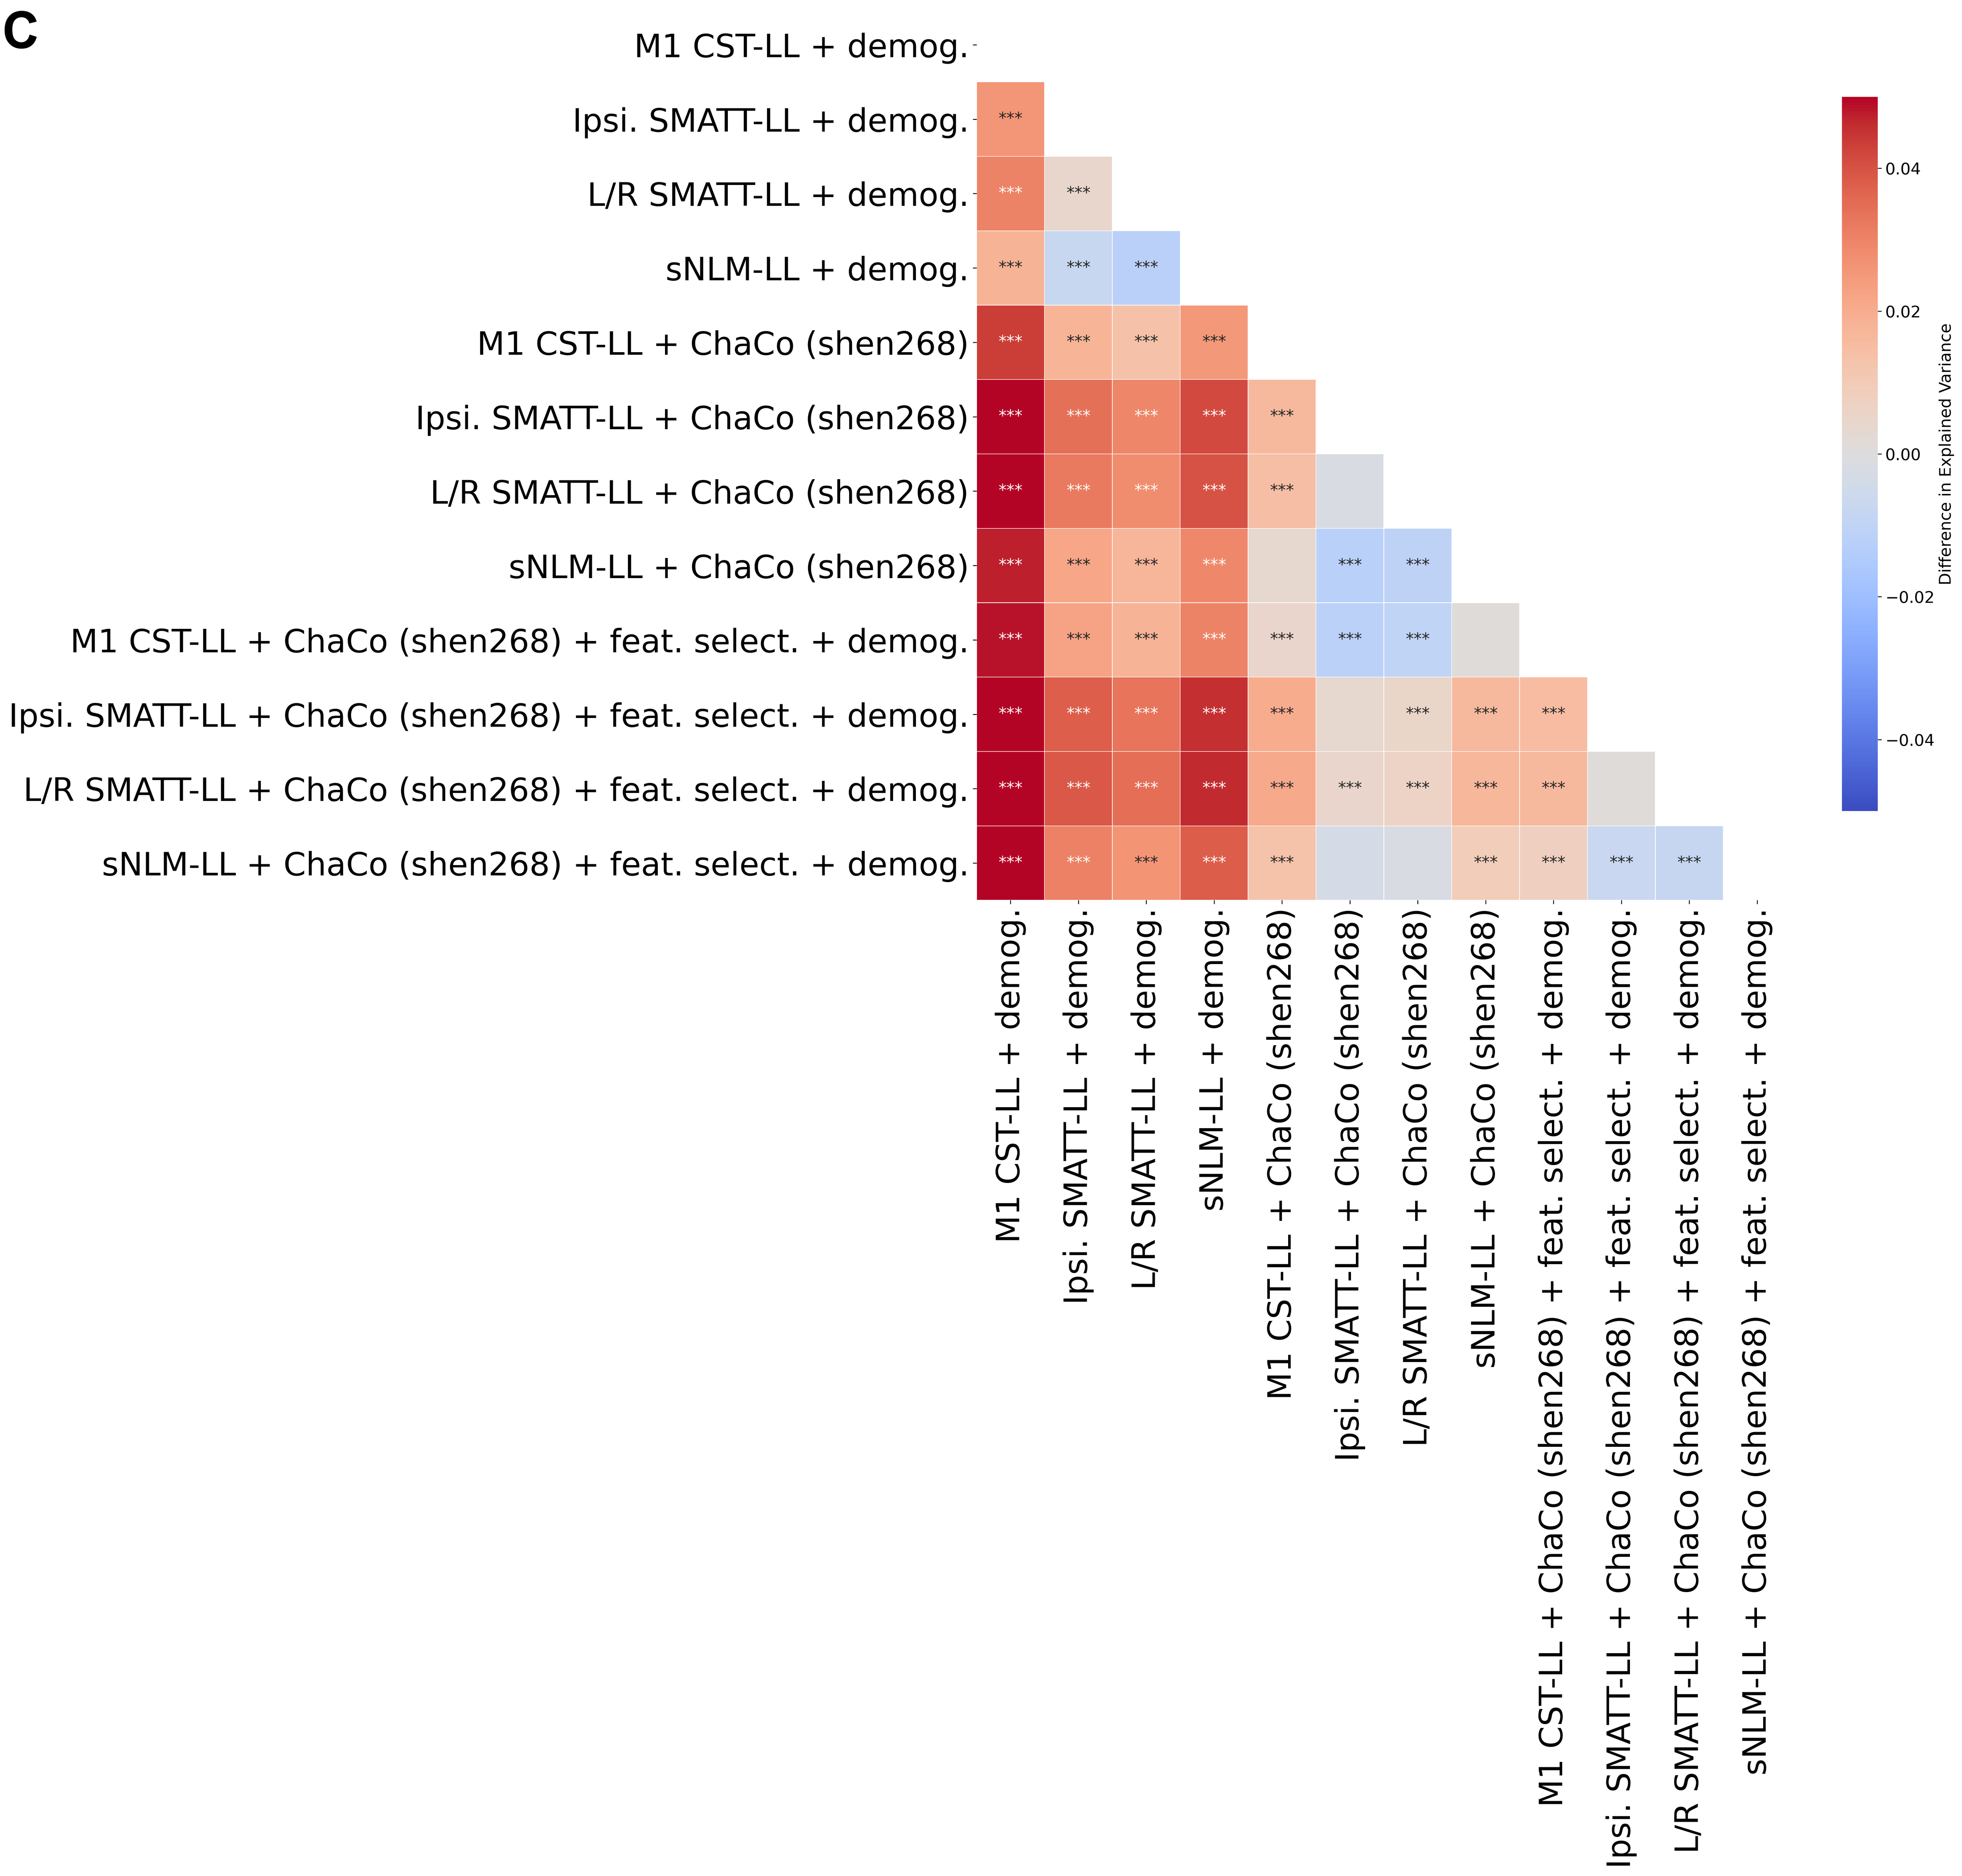 C
M1 CST-LL + demog.
Ipsi. SMATT-LL + demog.
***
L/R SMATT-LL + demog.
*** ***
sNLM-LL + demog.
*** *** ***
M1 CST-LL + ChaCo (shen268)
*** *** *** ***
Ipsi. SMATT-LL + ChaCo (shen268)
*** *** *** *** ***
L/R SMATT-LL + ChaCo (shen268)
*** *** *** *** ***
sNLM-LL + ChaCo (shen268)
*** *** *** *** *** ***
M1 CST-LL + ChaCo (shen268) + feat. select. + demog.
*** *** *** *** *** *** ***
Ipsi. SMATT-LL + ChaCo (shen268) + feat. select. + demog.
*** *** *** *** *** *** *** ***
L/R SMATT-LL + ChaCo (shen268) + feat. select. + demog.
*** *** *** *** *** *** *** *** ***
sNLM-LL + ChaCo (shen268) + feat. select. + demog.
*** *** *** *** *** *** *** *** ***
M1 CST-LL + demog.
Ipsi. SMATT-LL + demog.
L/R SMATT-LL + demog.
sNLM-LL + demog.
M1 CST-LL + ChaCo (shen268)
Ipsi. SMATT-LL + ChaCo (shen268)
L/R SMATT-LL + ChaCo (shen268)
sNLM-LL + ChaCo (shen268)
M1 CST-LL + ChaCo (shen268) + feat. select. + demog.
Ipsi. SMATT-LL + ChaCo (shen268) + feat. select. + demog.
L/R SMATT-LL + ChaCo (shen268) + feat. select. + demog.
sNLM-LL + ChaCo (shen268) + feat. select. + demog.
0.04
0.02
0.00
−0.02
−0.04
Difference in Explained Variance